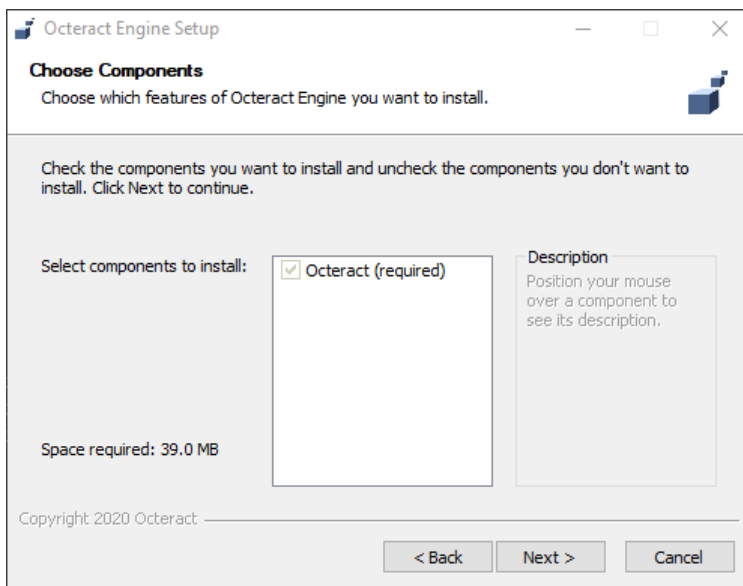 Octeract Engine Setup
Choose Components
Choose which features of Octeract Engine you want to install.
Check the components you want to install and uncheck the components you don't want to
install. Click Next to continue.
Select components to install:
Octeract (required)
Description
Position your mouse
over a component to
see its description.
Space required: 39.0 MB
Copyright 2020 Octeract
< Back
Next >
Cancel